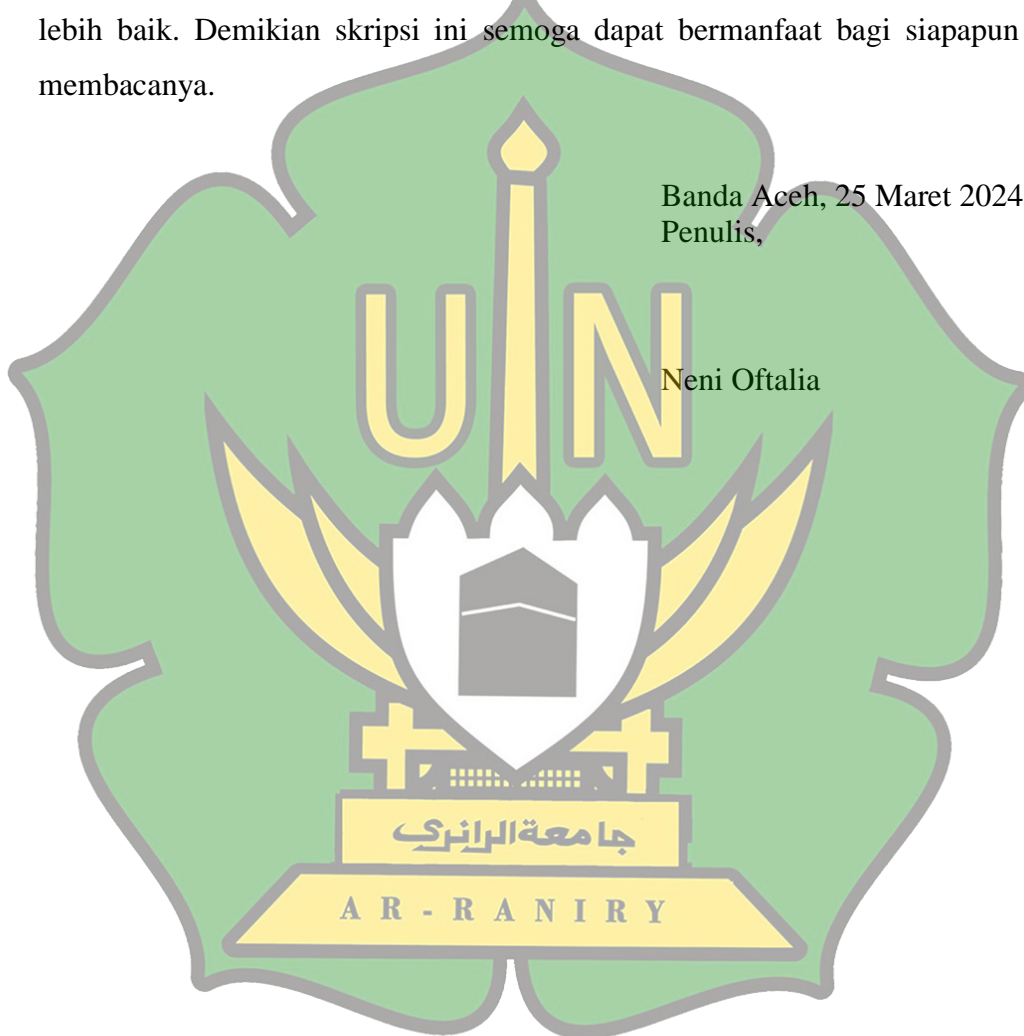 lebih baik. Demikian skripsi ini semoga dapat bermanfaat bagi siapapun
membacanya.
Banda Aceh, 25 Maret 2024
Penulis,
UIN
Neni Oftalia
جامعةالرانري
AR-RANIRY